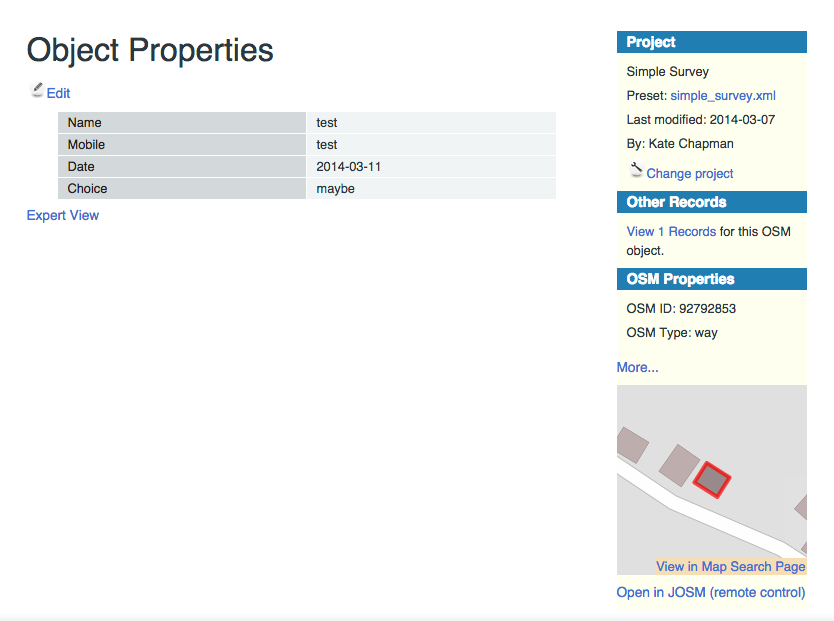 Object Properties
Edit
Name test
Mobile test
Date 2014-03-11
Choice maybe
Expert View
Project
Simple Survey
Preset: simple_survey.xml
Last modified: 2014-03-07
By: Kate Chapman
Change project
Other Records
View 1 Records for this OSM
object.
OSM Properties
OSM ID: 92792853
OSM Type: way
More...
View in Map Search Page
Open in JOSM (remote control)